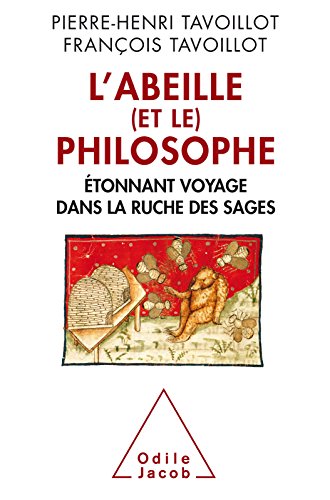 PIERRE-HENRI TAVOILLOT
FRANÇOIS TAVOILLOT
L'ABEILLE
(ET LE)
PHILOSOPHE
ÉTONNANT VOYAGE
DANS LA RUCHE DES SAGES
Odile
Jacob